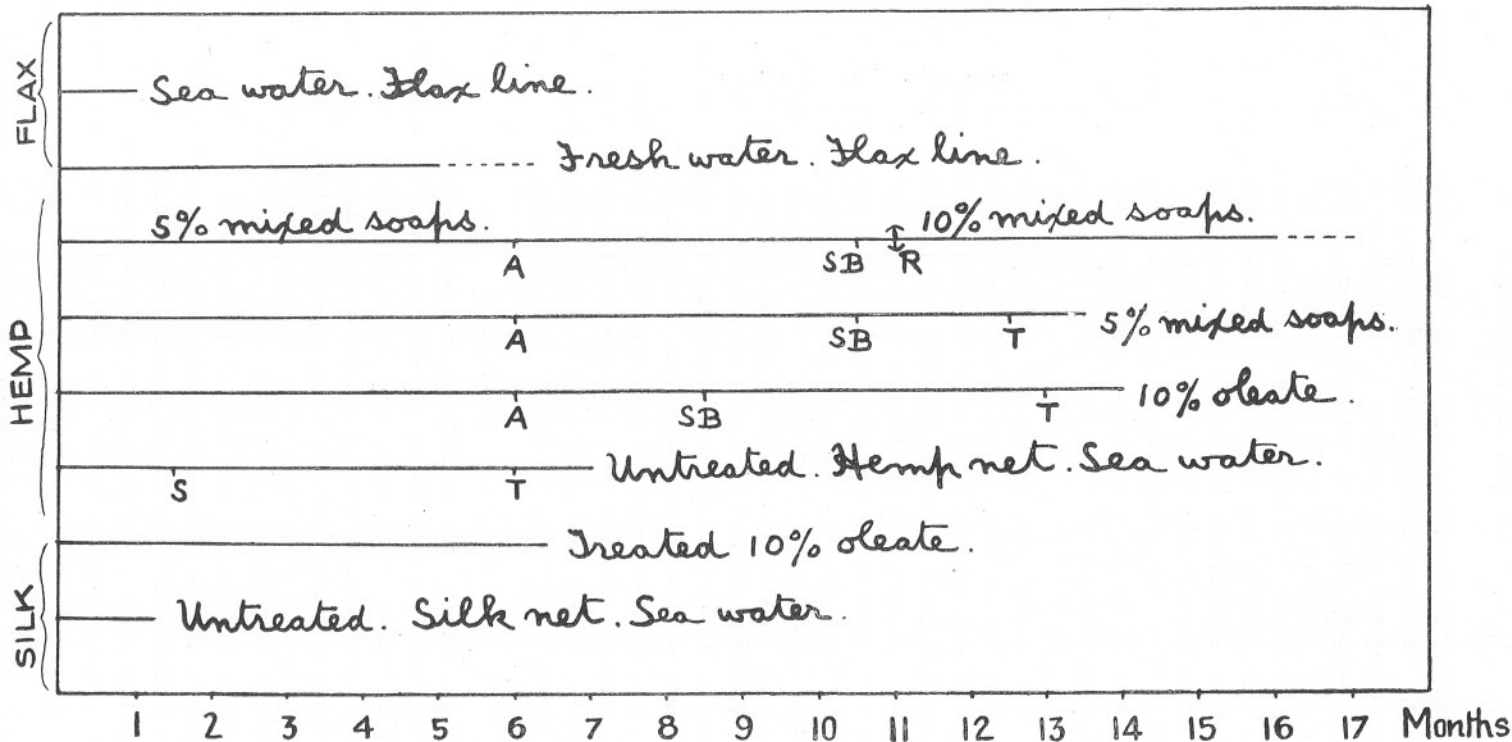 FLAX
Sea water. Flax line.
Fresh water. Flax line.
HEMP
5% mixed soaps. 10% mixed soaps.
A SB R
5% mixed soaps.
A SB T
10% oleate.
A SB T
Untreated. Hemp net. Sea water.
S T
SILK
Treated 10% oleate.
Untreated. Silk net. Sea water.
1 2 3 4 5 6 7 8 9 10 11 12 13 14 15 16 17 Months